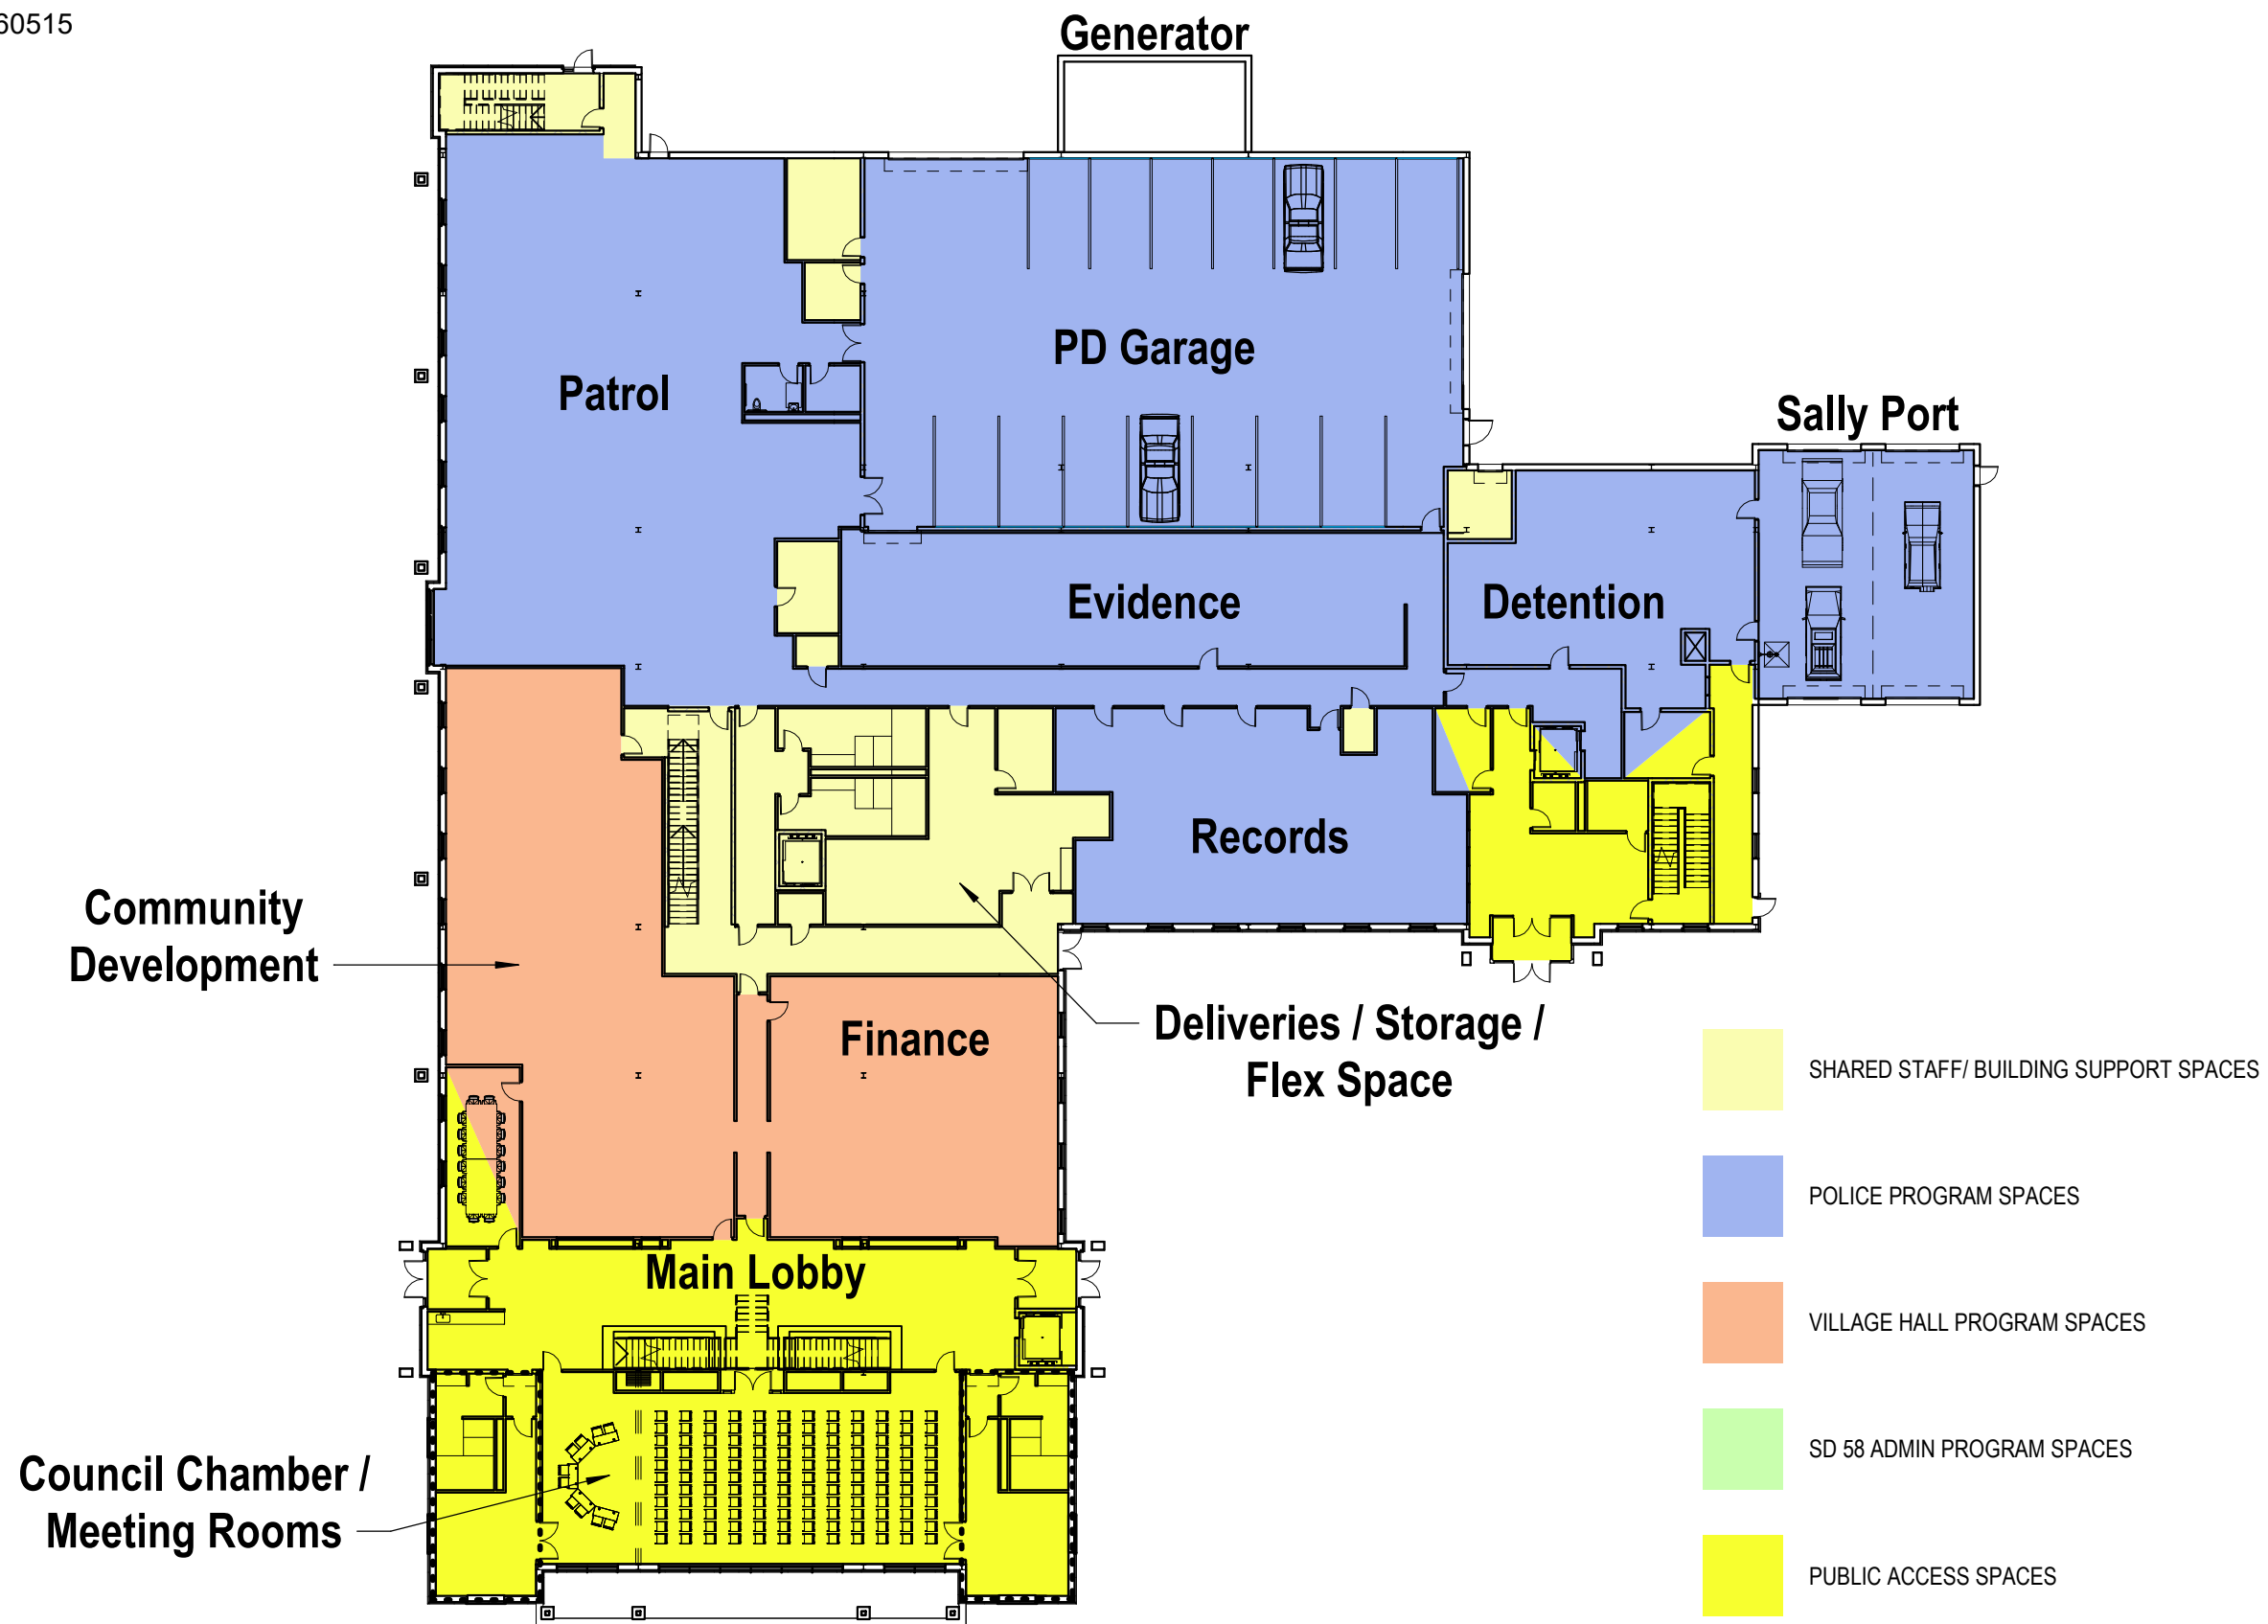 60515
Generator
PD Garage
Patrol
Sally Port
Evidence
Detention
Records
Community
Development
Finance
Deliveries / Storage /
Flex Space
Main Lobby
Council Chamber /
Meeting Rooms
SHARED STAFF/ BUILDING SUPPORT SPACES
POLICE PROGRAM SPACES
VILLAGE HALL PROGRAM SPACES
SD 58 ADMIN PROGRAM SPACES
PUBLIC ACCESS SPACES